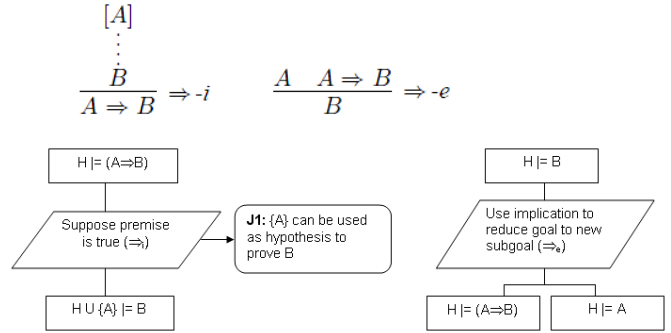 [A]
B
A ⇒ B
⇒-i
A A ⇒ B
B
⇒-e
H |= (A⇒B)
Suppose premise
is true (⇒i)
J1: {A} can be used
as hypothesis to
prove B
H U {A} |= B
H |= B
Use implication to
reduce goal to new
subgoal (⇒e)
H |= (A⇒B)
H |= A